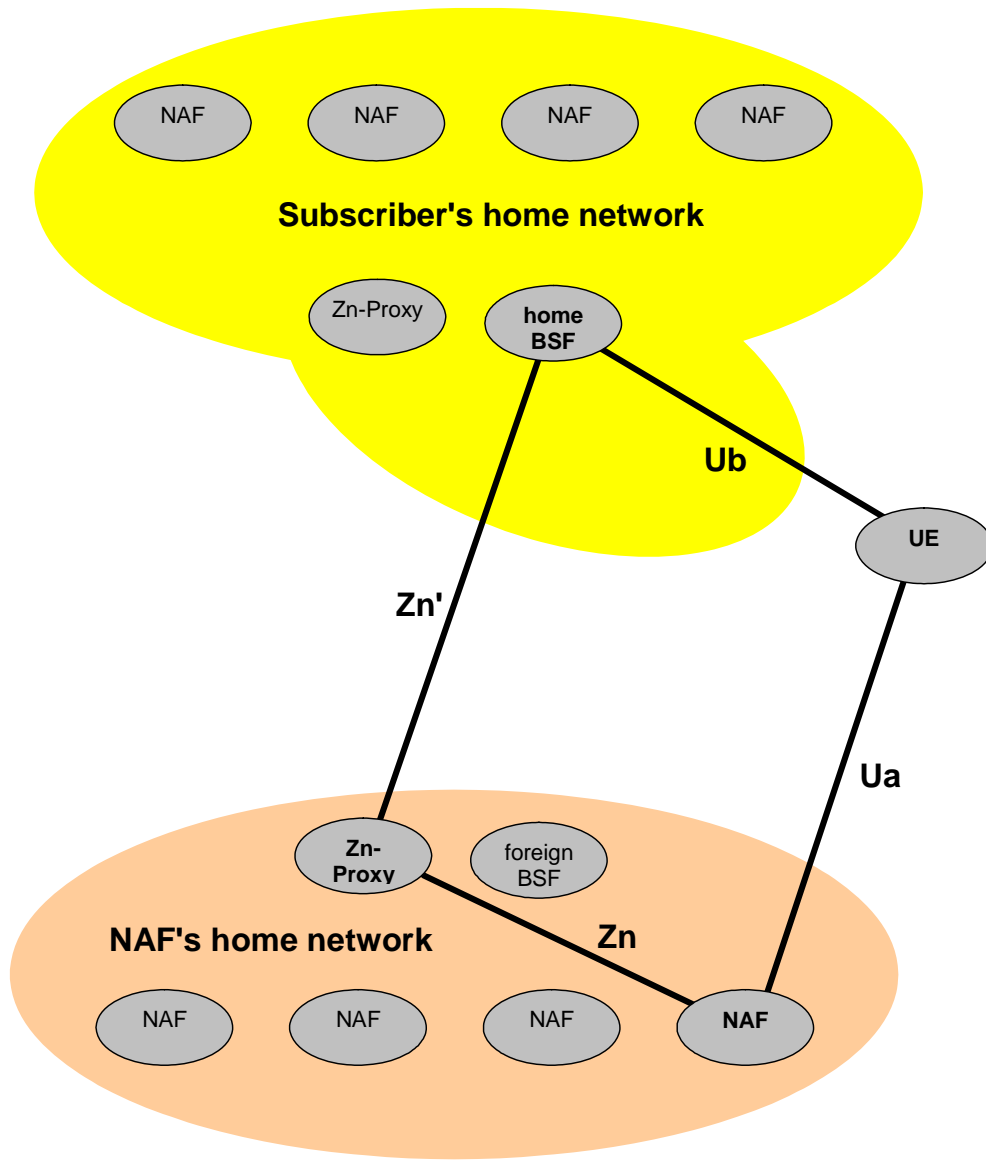 NAF
NAF
NAF
NAF
Subscriber's home network
Zn-Proxy
home
BSF
Ub
UE
Zn'
Ua
Zn-
Proxy
foreign
BSF
NAF's home network
Zn
NAF
NAF
NAF
NAF